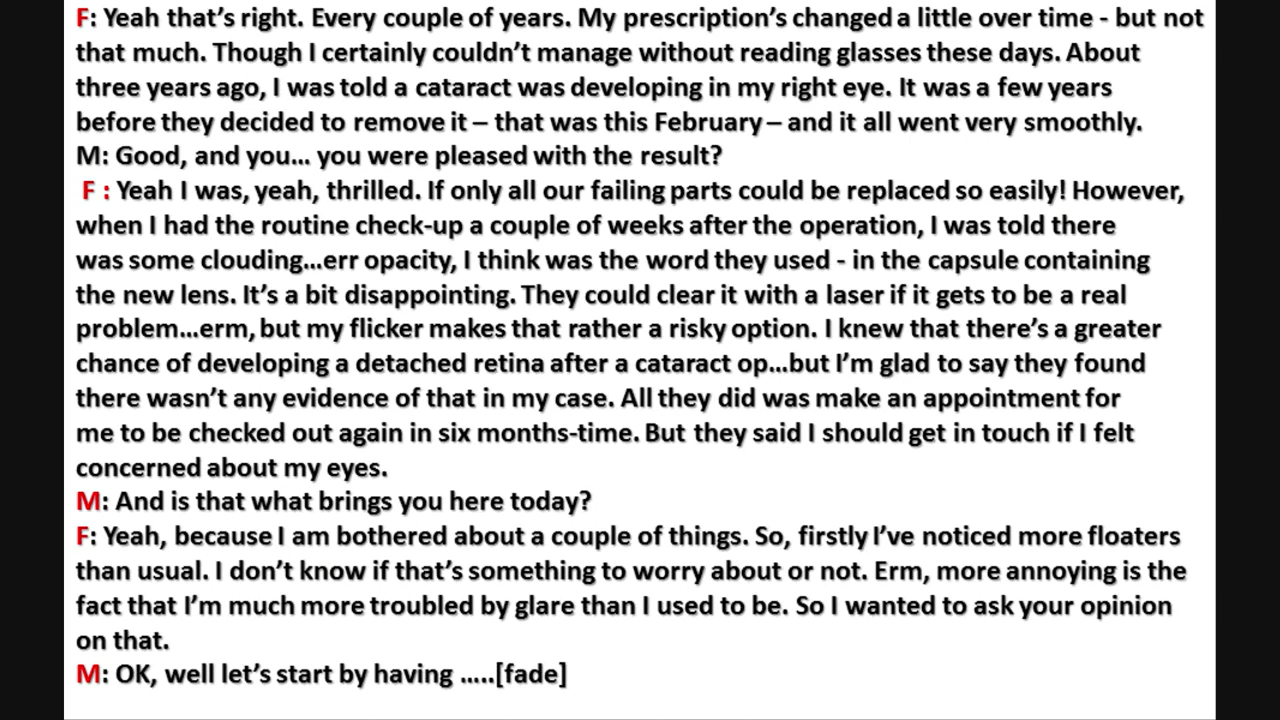 F: Yeah that’s right. Every couple of years. My prescription’s changed a little over time - but not
that much. Though I certainly couldn’t manage without reading glasses these days. About
three years ago, I was told a cataract was developing in my right eye. It was a few years
before they decided to remove it – that was this February – and it all went very smoothly.
M: Good, and you… you were pleased with the result?
F : Yeah I was, yeah, thrilled. If only all our failing parts could be replaced so easily! However,
when I had the routine check-up a couple of weeks after the operation, I was told there
was some clouding…err opacity, I think was the word they used - in the capsule containing
the new lens. It’s a bit disappointing. They could clear it with a laser if it gets to be a real
problem…erm, but my flicker makes that rather a risky option. I knew that there’s a greater
chance of developing a detached retina after a cataract op…but I’m glad to say they found
there wasn’t any evidence of that in my case. All they did was make an appointment for
me to be checked out again in six months-time. But they said I should get in touch if I felt
concerned about my eyes.
M: And is that what brings you here today?
F: Yeah, because I am bothered about a couple of things. So, firstly I’ve noticed more floaters
than usual. I don’t know if that’s something to worry about or not. Erm, more annoying is the
fact that I’m much more troubled by glare than I used to be. So I wanted to ask your opinion
on that.
M: OK, well let’s start by having …..[fade]